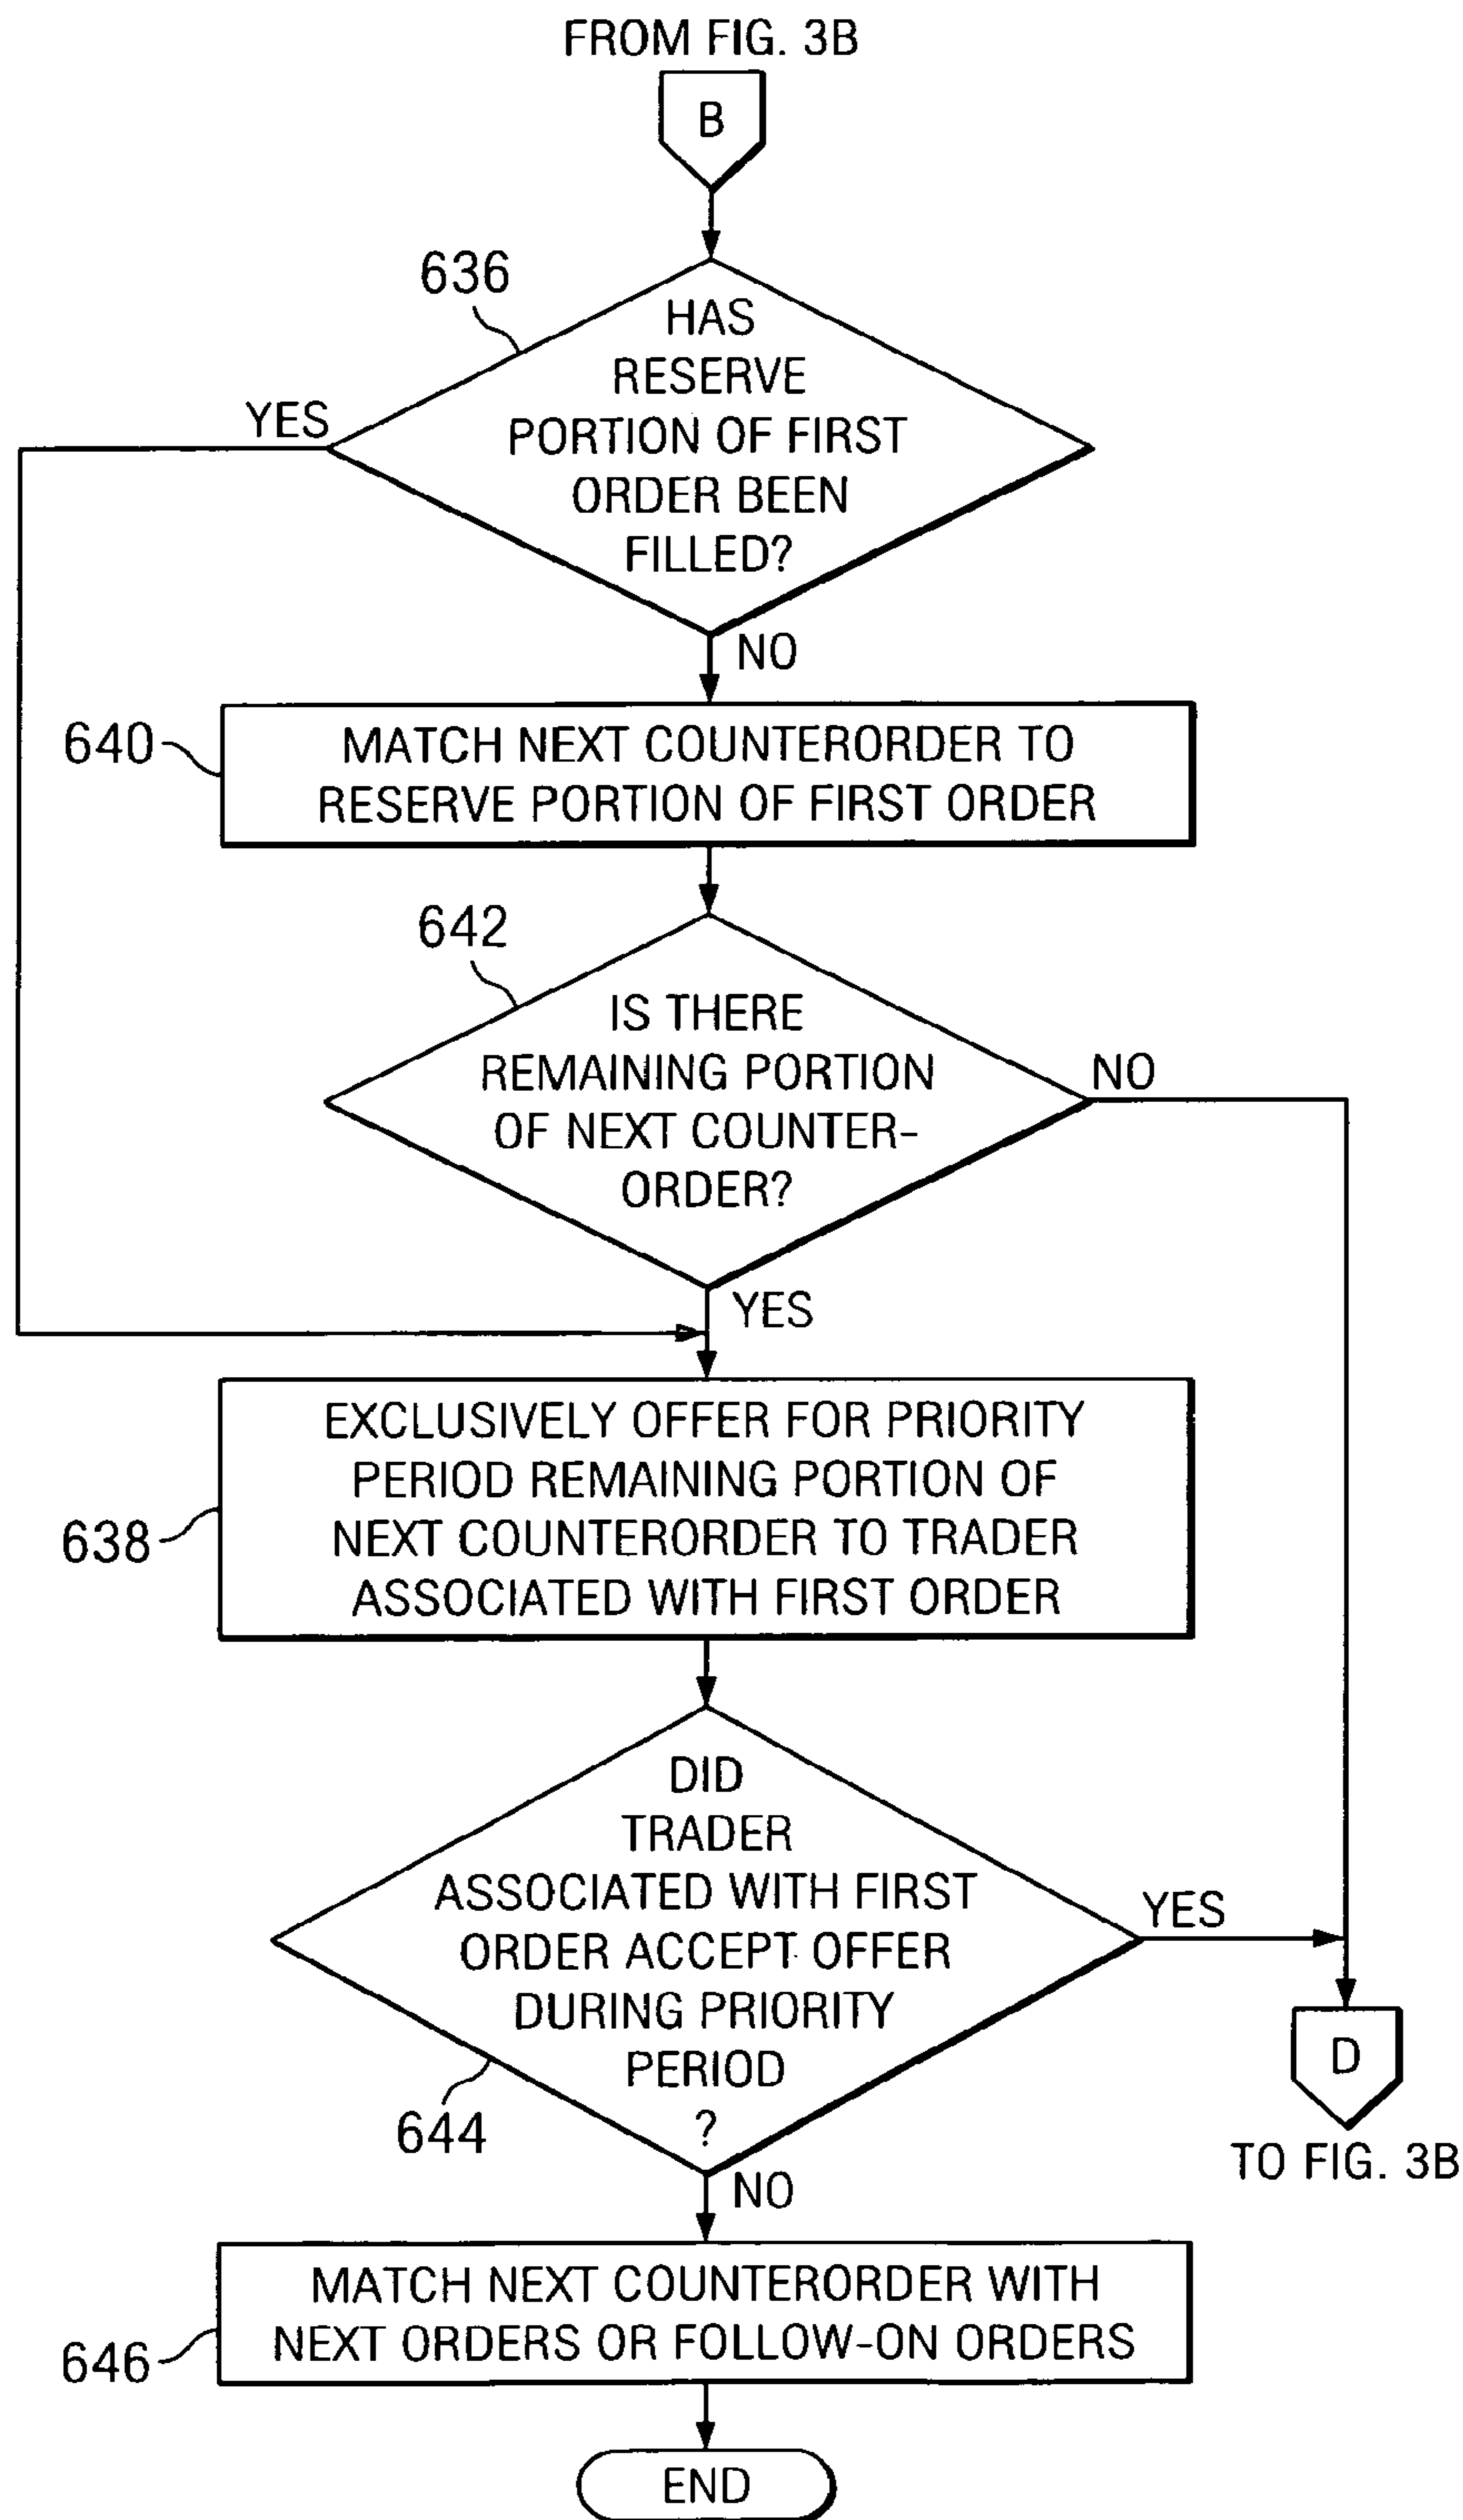 FROM FIG. 3B
B
636
HAS
RESERVE
PORTION OF FIRST
ORDER BEEN
FILLED?
YES
NO
640
MATCH NEXT COUNTERORDER TO
RESERVE PORTION OF FIRST ORDER
642
IS THERE
REMAINING PORTION
OF NEXT COUNTER-
ORDER?
NO
YES
638
EXCLUSIVELY OFFER FOR PRIORITY
PERIOD REMAINING PORTION OF
NEXT COUNTERORDER TO TRADER
ASSOCIATED WITH FIRST ORDER
DID
TRADER
ASSOCIATED WITH FIRST
ORDER ACCEPT OFFER
DURING PRIORITY
PERIOD
?
YES
644
D
TO FIG. 3B
NO
646
MATCH NEXT COUNTERORDER WITH
NEXT ORDERS OR FOLLOW-ON ORDERS
END